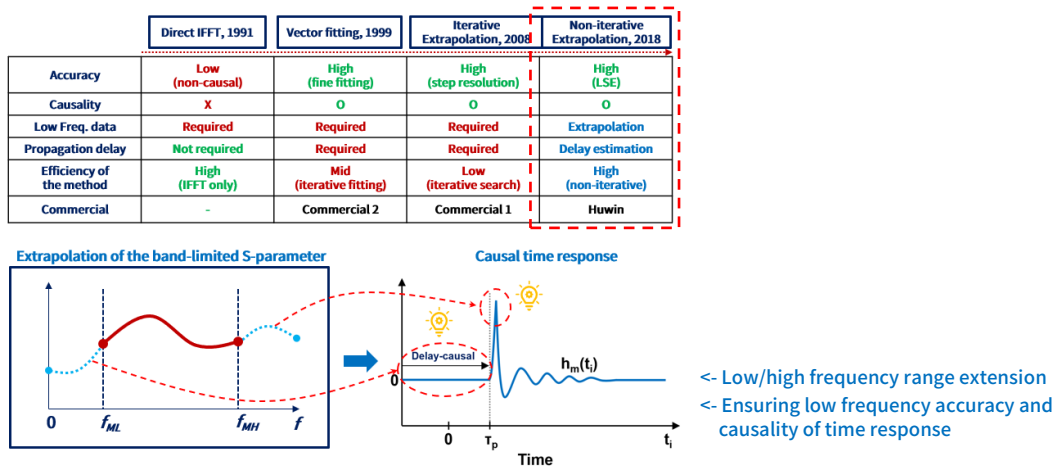 Direct IFFT, 1991
Vector fitting, 1999
Iterative
Extrapolation, 2008
Non-iterative
Extrapolation, 2018
Accuracy
Low
(non-causal)
High
(fine fitting)
High
(step resolution)
High
(LSE)
Causality
X
O
O
O
Low Freq. data
Required
Required
Required
Extrapolation
Propagation delay
Not required
Required
Required
Delay estimation
Efficiency of
the method
High
(IFFT only)
Mid
(iterative fitting)
Low
(iterative search)
High
(non-iterative)
Commercial
-
Commercial 2
Commercial 1
Huwin
Extrapolation of the band-limited S-parameter
0
f_ML
f_MH
f
Causal time response
Delay-causal
0
h_m(t_i)
0
τ_p
t_i
Time
<- Low/high frequency range extension
<- Ensuring low frequency accuracy and
causality of time response